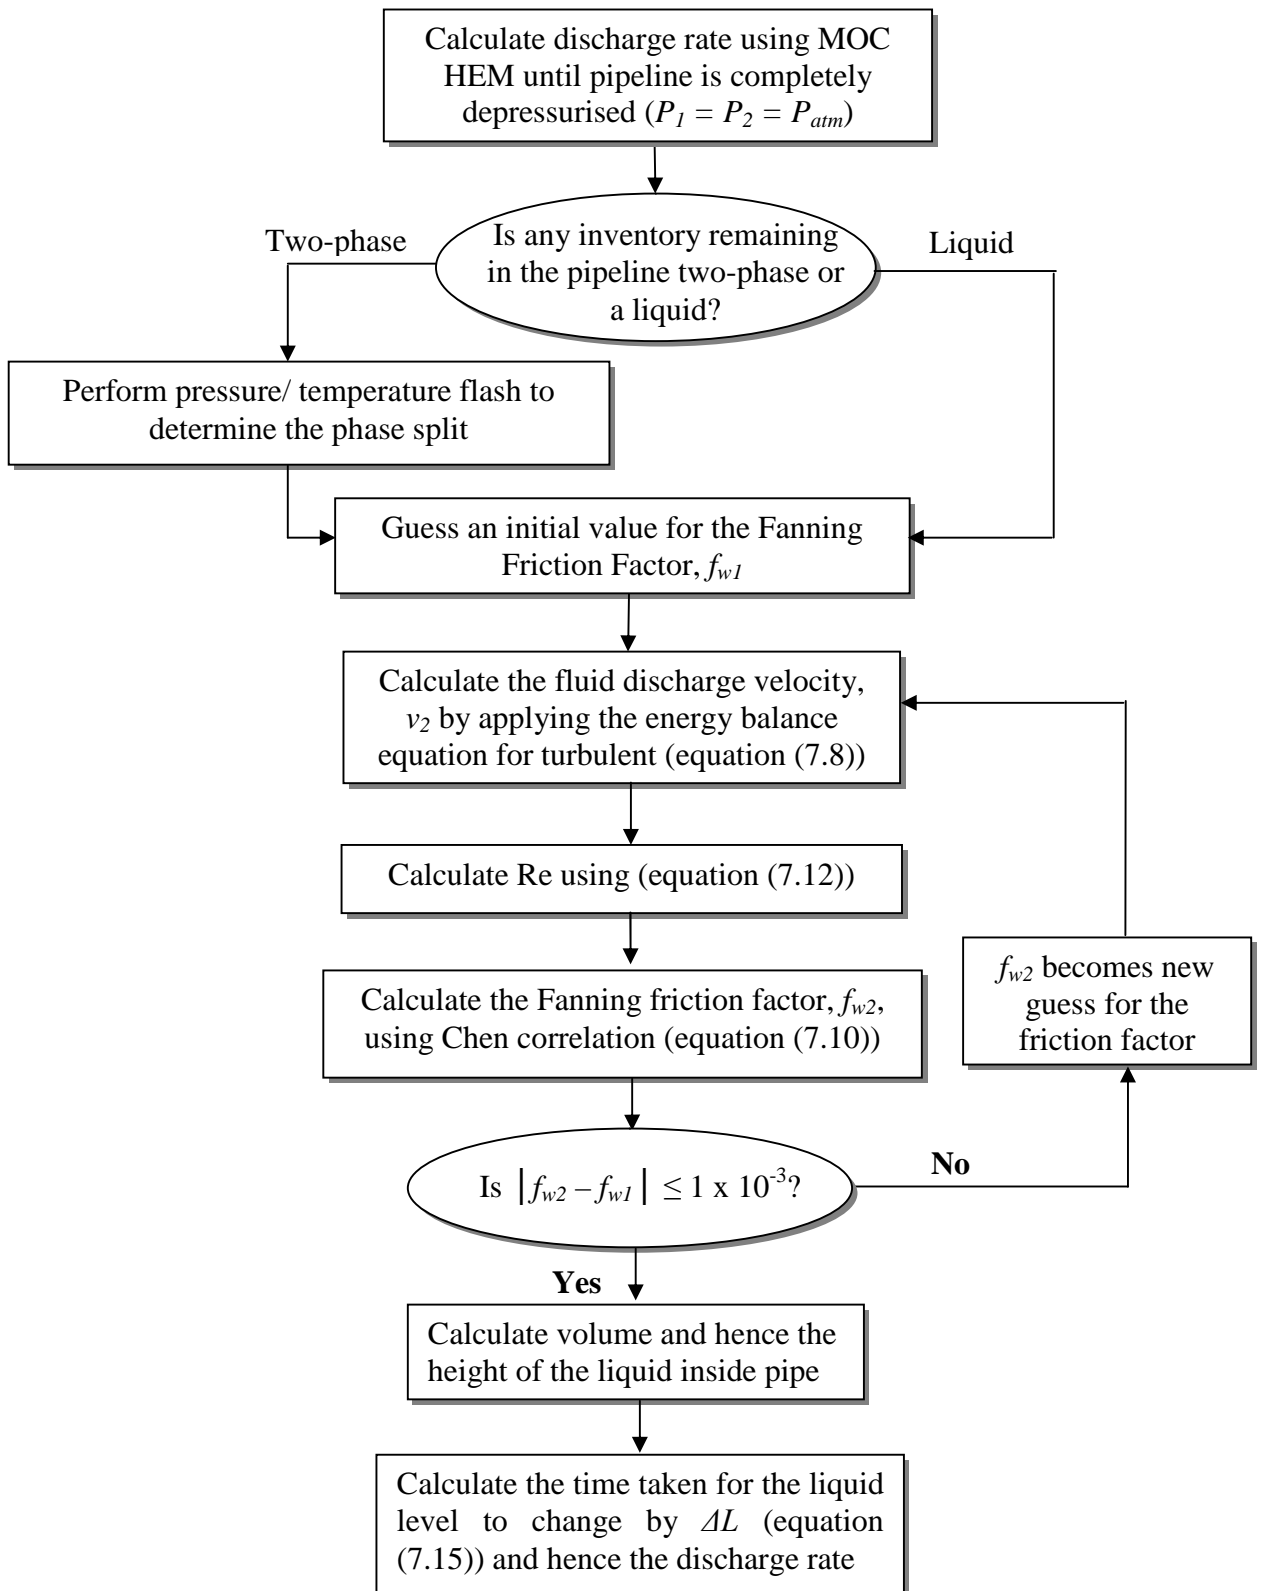 Calculate discharge rate using MOC
HEM until pipeline is completely
depressurised (P1 = P2 = Patm)
Two-phase
Is any inventory remaining
in the pipeline two-phase or
a liquid?
Liquid
Perform pressure/ temperature flash to
determine the phase split
Guess an initial value for the Fanning
Friction Factor, fw1
Calculate the fluid discharge velocity,
v2 by applying the energy balance
equation for turbulent (equation (7.8))
Calculate Re using (equation (7.12))
fw2 becomes new
guess for the
friction factor
Calculate the Fanning friction factor, fw2,
using Chen correlation (equation (7.10))
Is |fw2 – fw1| ≤ 1 x 10-3?
No
Yes
Calculate volume and hence the
height of the liquid inside pipe
Calculate the time taken for the liquid
level to change by ΔL (equation
(7.15)) and hence the discharge rate